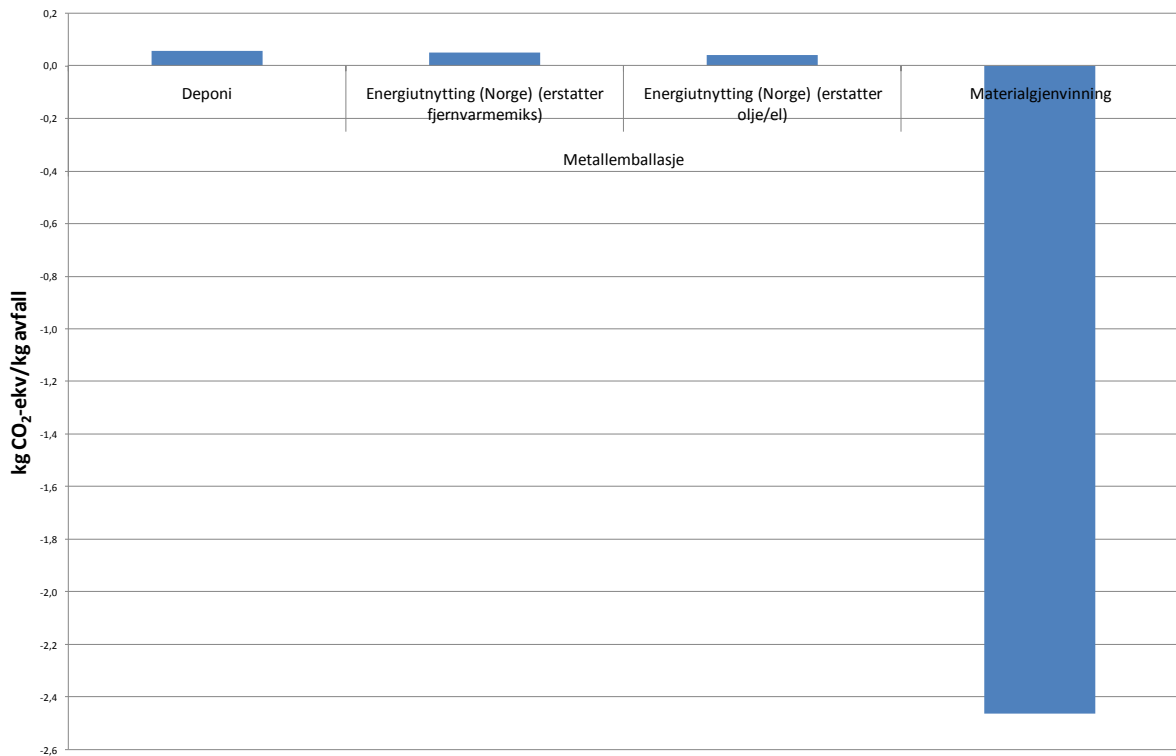 0,2
0,0
-0,2
-0,4
-0,6
-0,8
-1,0
-1,2
-1,4
-1,6
-1,8
-2,0
-2,2
-2,4
-2,6
kg CO₂-ekv/kg avfall
Deponi
Energiutnytting (Norge) (erstatter
fjernvarmemiks)
Energiutnytting (Norge) (erstatter
olje/el)
Materialgjenvinning
Metallemballasje